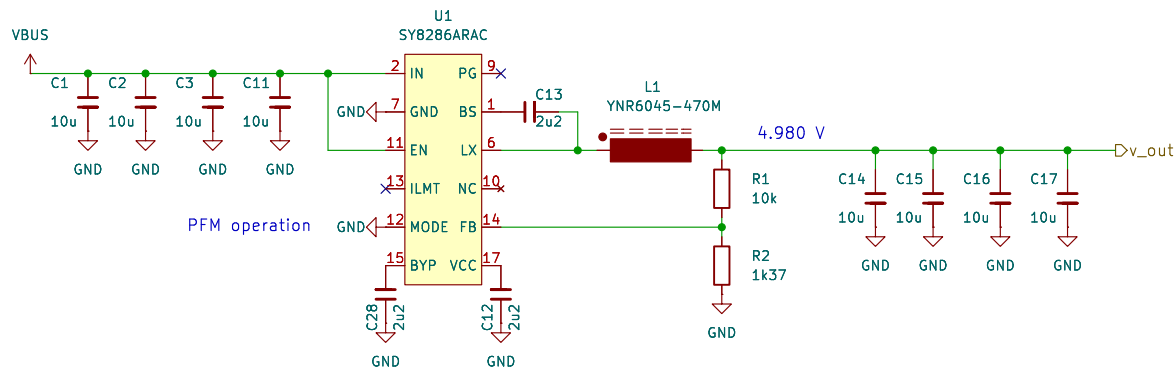 U1
SY8286ARAC
VBUS
C1
10u
GND
C2
10u
GND
C3
10u
GND
C11
10u
GND
2
IN
GND
7
GND
11
EN
13
ILMT
PFM operation
GND
12
MODE
15
BYP
PG
9
BS
1
LX
6
NC
10
FB
14
VCC
17
C28
2u2
GND
C12
2u2
GND
C13
2u2
L1
YNR6045-470M
4.980 V
R1
10k
R2
1k37
GND
C14
10u
GND
C15
10u
GND
C16
10u
GND
C17
10u
GND
v_out